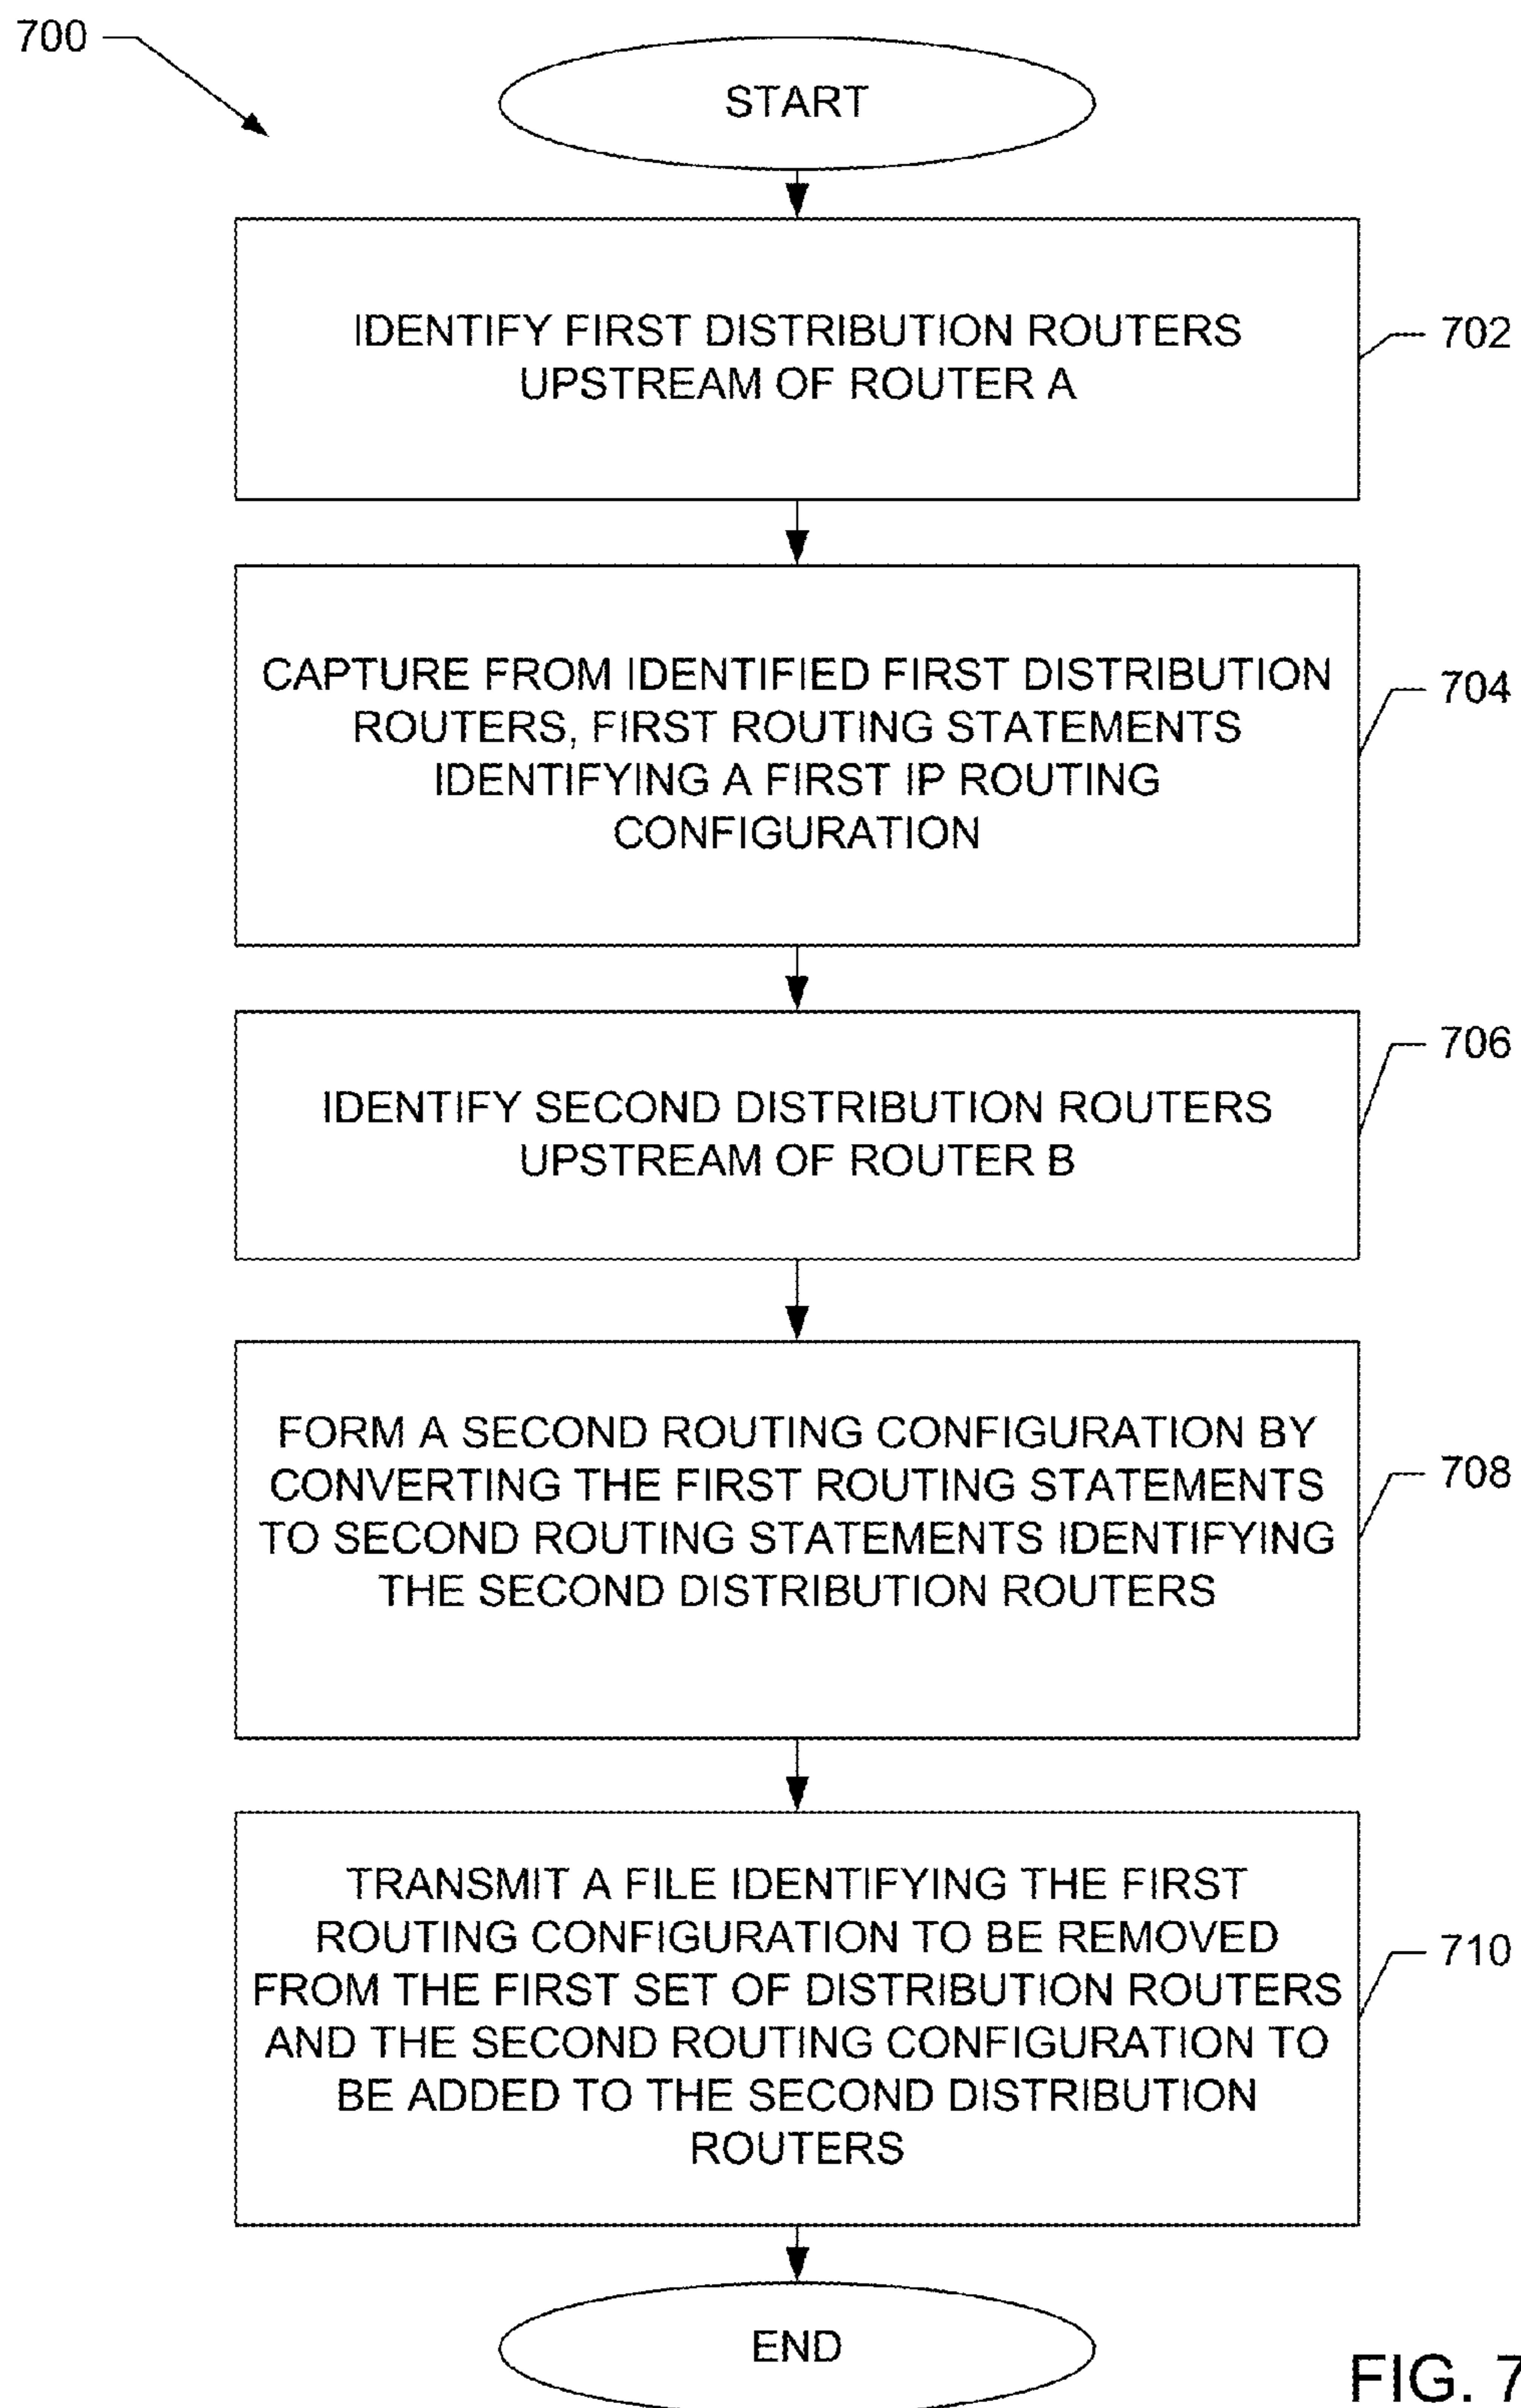 700
START
IDENTIFY FIRST DISTRIBUTION ROUTERS
UPSTREAM OF ROUTER A
702
CAPTURE FROM IDENTIFIED FIRST DISTRIBUTION
ROUTERS, FIRST ROUTING STATEMENTS
IDENTIFYING A FIRST IP ROUTING
CONFIGURATION
704
IDENTIFY SECOND DISTRIBUTION ROUTERS
UPSTREAM OF ROUTER B
706
FORM A SECOND ROUTING CONFIGURATION BY
CONVERTING THE FIRST ROUTING STATEMENTS
TO SECOND ROUTING STATEMENTS IDENTIFYING
THE SECOND DISTRIBUTION ROUTERS
708
TRANSMIT A FILE IDENTIFYING THE FIRST
ROUTING CONFIGURATION TO BE REMOVED
FROM THE FIRST SET OF DISTRIBUTION ROUTERS
AND THE SECOND ROUTING CONFIGURATION TO
BE ADDED TO THE SECOND DISTRIBUTION
ROUTERS
710
END
FIG. 7